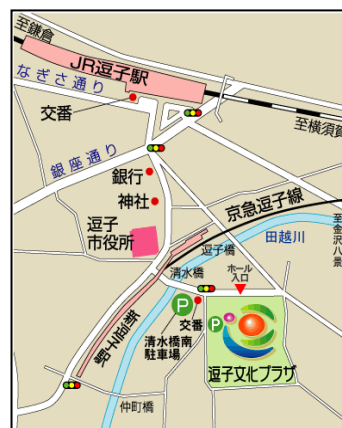 至鎌倉
JR逗子駅
なぎさ通り
交番
至横須賀
銀座通り
銀行
神社
京急逗子線
逗子
市役所
逗子橋
田越川
至金沢八景
清水橋
ホール
入口
新逗子駅
P
交番
清水橋南
駐車場
P
逗子文化プラザ
仲町橋